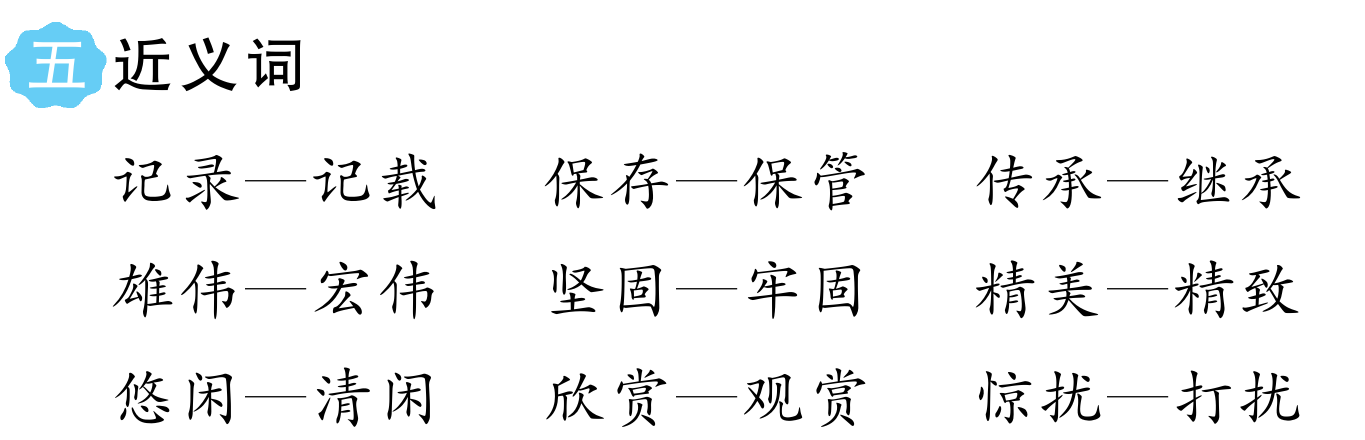 五 近义词
记录—记载 保存—保管 传承—继承
雄伟—宏伟 坚固—牢固 精美—精致
悠闲—清闲 欣赏—观赏 惊扰—打扰